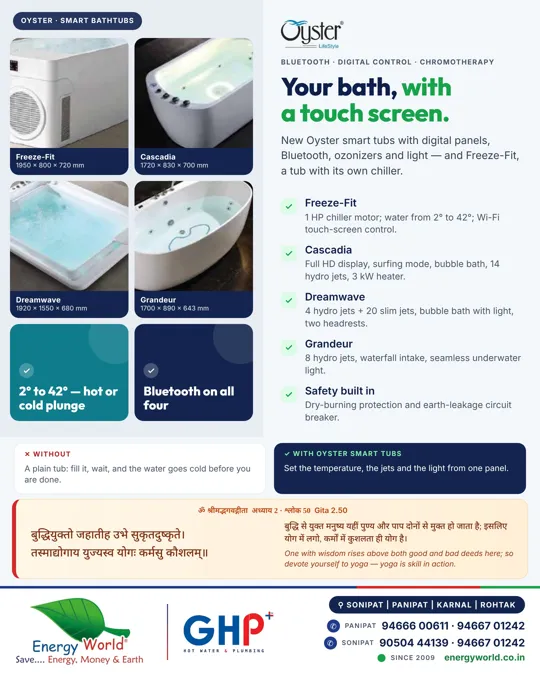 OYSTER · SMART BATHTUBS
Freeze-Fit
1950 × 800 × 720 mm
Cascadia
1720 × 830 × 700 mm
Dreamwave
1920 × 1550 × 680 mm
Grandeur
1700 × 890 × 643 mm
2° to 42° — hot or
cold plunge
Bluetooth on all
four
Oyster®
LifeStyle
BLUETOOTH · DIGITAL CONTROL · CHROMOTHERAPY
Your bath, with
a touch screen.
New Oyster smart tubs with digital panels,
Bluetooth, ozonizers and light — and Freeze-Fit,
a tub with its own chiller.
Freeze-Fit
1 HP chiller motor; water from 2° to 42°; Wi-Fi
touch-screen control.
Cascadia
Full HD display, surfing mode, bubble bath, 14
hydro jets, 3 kW heater.
Dreamwave
4 hydro jets + 20 slim jets, bubble bath with light,
two headrests.
Grandeur
8 hydro jets, waterfall intake, seamless underwater
light.
Safety built in
Dry-burning protection and earth-leakage circuit
breaker.
× WITHOUT
A plain tub: fill it, wait, and the water goes cold before you
are done.
✓ WITH OYSTER SMART TUBS
Set the temperature, the jets and the light from one panel.
ॐ श्रीमद्भगवद्गीता अध्याय 2 · श्लोक 50 Gita 2.50
बुद्धियुक्तो जहातीह उभे सुकृतदुष्कृते।
तस्माद्योगाय युज्यस्व योगः कर्मसु कौशलम्॥
बुद्धि से युक्त मनुष्य यहीं पुण्य और पाप दोनों से मुक्त हो जाता है; इसलिए
योग में लगो, कर्मों में कुशलता ही योग है।
One with wisdom rises above both good and bad deeds here; so
devote yourself to yoga — yoga is skill in action.
Energy World®
Save.... Energy, Money & Earth
GHP+
HOT WATER & PLUMBING
SONIPAT | PANIPAT | KARNAL | ROHTAK
PANIPAT 94666 00611 · 94667 01242
SONIPAT 90504 44139 · 94667 01242
SINCE 2009 energyworld.co.in